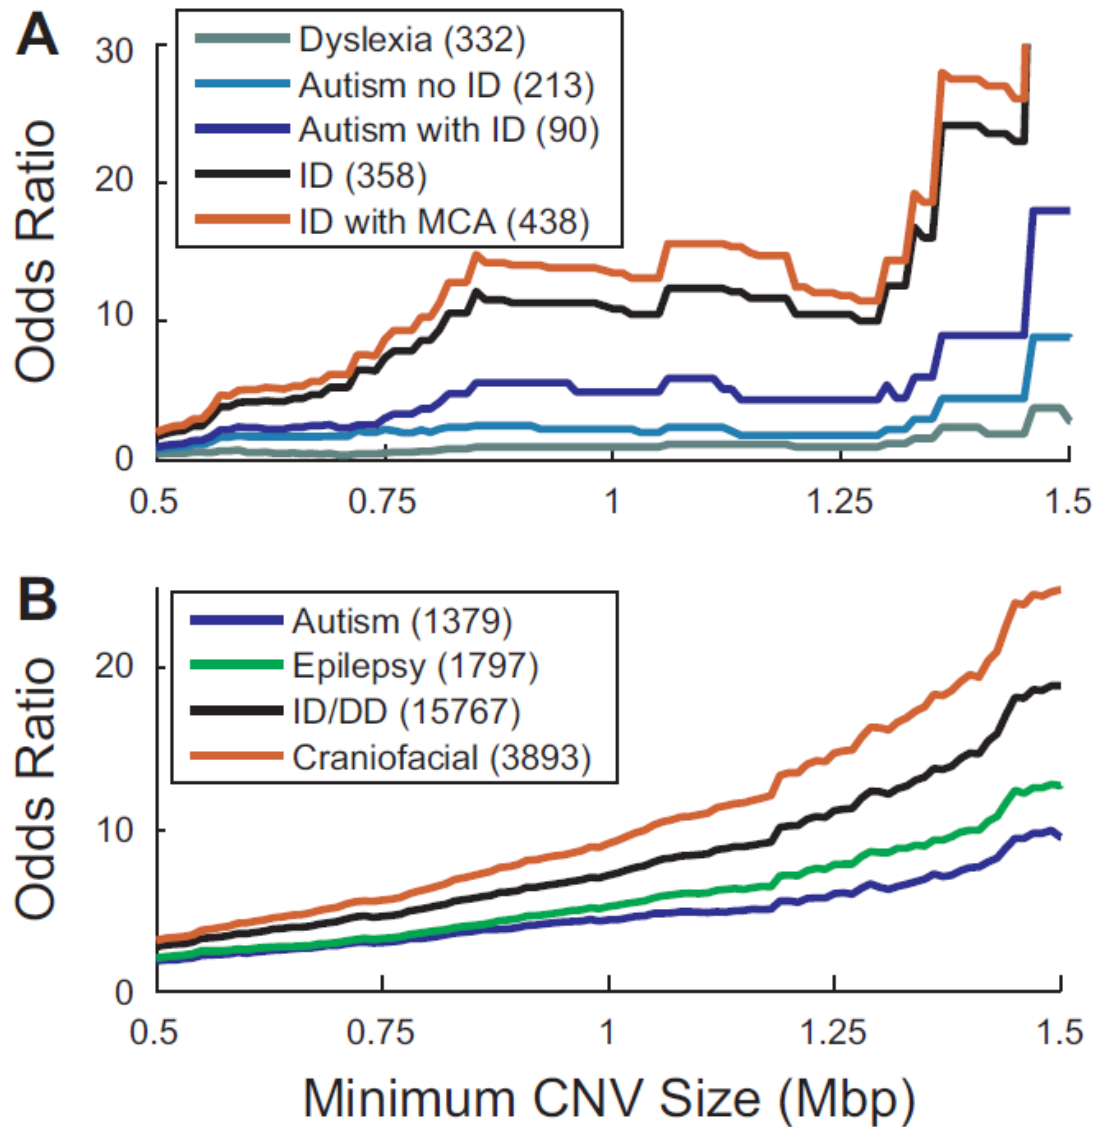 A
Dyslexia (332)
Autism no ID (213)
Autism with ID (90)
ID (358)
ID with MCA (438)
Odds Ratio
30
20
10
0
0.5
0.75
1
1.25
1.5
B
Autism (1379)
Epilepsy (1797)
ID/DD (15767)
Craniofacial (3893)
Odds Ratio
20
10
0
0.5
0.75
1
1.25
1.5
Minimum CNV Size (Mbp)